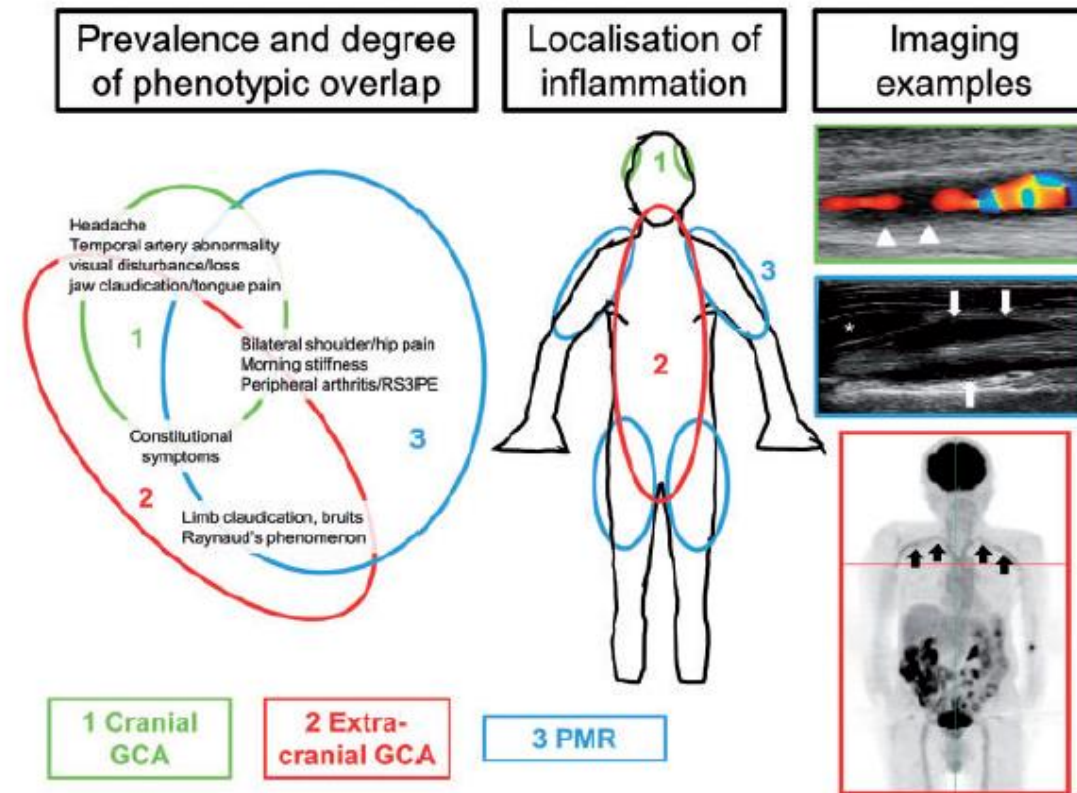 Prevalence and degree
of phenotypic overlap
Localisation of
inflammation
Imaging
examples
Headache
Temporal artery abnormality
visual disturbance/loss
jaw claudication/tongue pain
1
Bilateral shoulder/hip pain
Morning stiffness
Peripheral arthritis/RS3IPE
3
Constitutional
symptoms
2
Limb claudication, bruits
Raynaud's phenomenon
1
3
2
*
1 Cranial
GCA
2 Extra-
cranial GCA
3 PMR